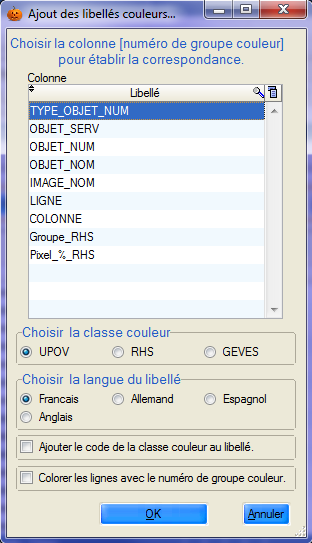 Ajout des libellés couleurs...
Choisir la colonne [numéro de groupe couleur]
pour établir la correspondance.
Colonne
Libellé
TYPE_OBJET_NUM
OBJET_SERV
OBJET_NUM
OBJET_NOM
IMAGE_NOM
LIGNE
COLONNE
Groupe_RHS
Pixel_%_RHS
Choisir la classe couleur
UPOV RHS GEVES
Choisir la langue du libellé
Francais Allemand Espagnol
Anglais
Ajouter le code de la classe couleur au libellé.
Colorer les lignes avec le numéro de groupe couleur.
OK Annuler